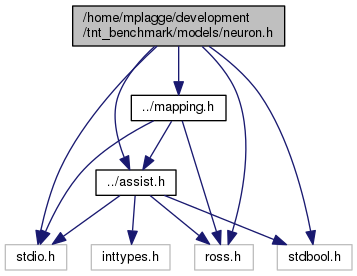 /home/mplagge/development
/tnt_benchmark/models/neuron.h
../mapping.h
../assist.h
stdio.h
inttypes.h
ross.h
stdbool.h